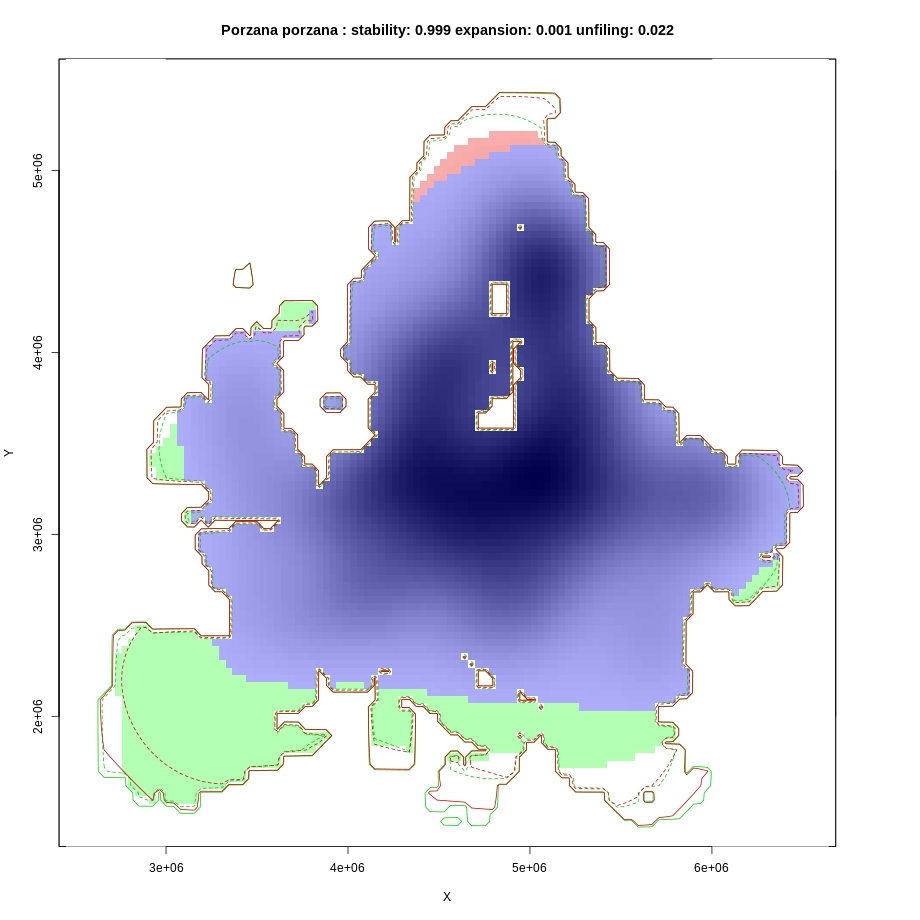 Porzana porzana : stability: 0.999 expansion: 0.001 unfiling: 0.022
5e+06
4e+06
Y
3e+06
2e+06
3e+06 4e+06 5e+06 6e+06
X